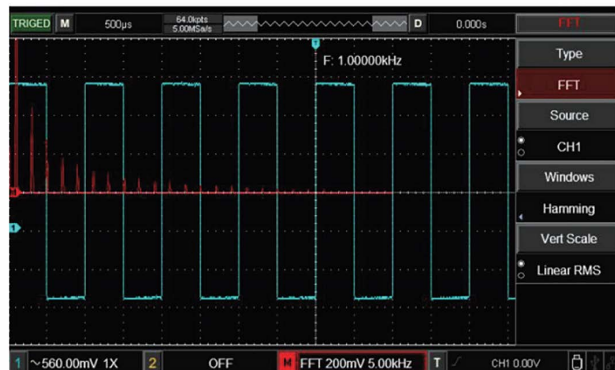 TRIGED M 500µs 64.0kpts 5.00MSa/s D 0.000s FFT
T
F: 1.00000kHz
Type
FFT
Source
CH1
Windows
Hamming
Vert Scale
Linear RMS
M
1
1 ~560.00mV 1X 2 OFF M FFT 200mV 5.00kHz T CH1 0.00V